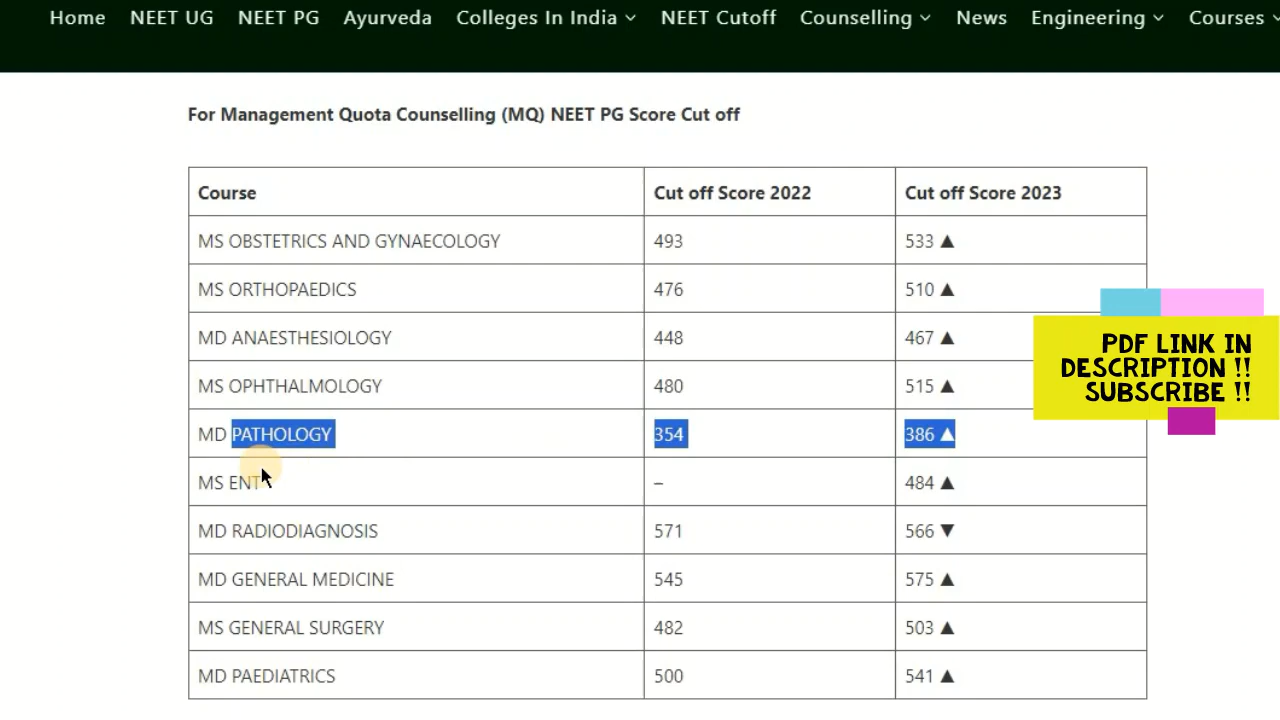 Home NEET UG NEET PG Ayurveda Colleges In India NEET Cutoff Counselling News Engineering Courses
For Management Quota Counselling (MQ) NEET PG Score Cut off
Course Cut off Score 2022 Cut off Score 2023
MS OBSTETRICS AND GYNAECOLOGY 493 533 ▲
MS ORTHOPAEDICS 476 510 ▲
MD ANAESTHESIOLOGY 448 467 ▲
MS OPHTHALMOLOGY 480 515 ▲
MD PATHOLOGY 354 386 ▲
MS ENT – 484 ▲
MD RADIODIAGNOSIS 571 566 ▼
MD GENERAL MEDICINE 545 575 ▲
MS GENERAL SURGERY 482 503 ▲
MD PAEDIATRICS 500 541 ▲
PDF LINK IN
DESCRIPTION !!
SUBSCRIBE !!